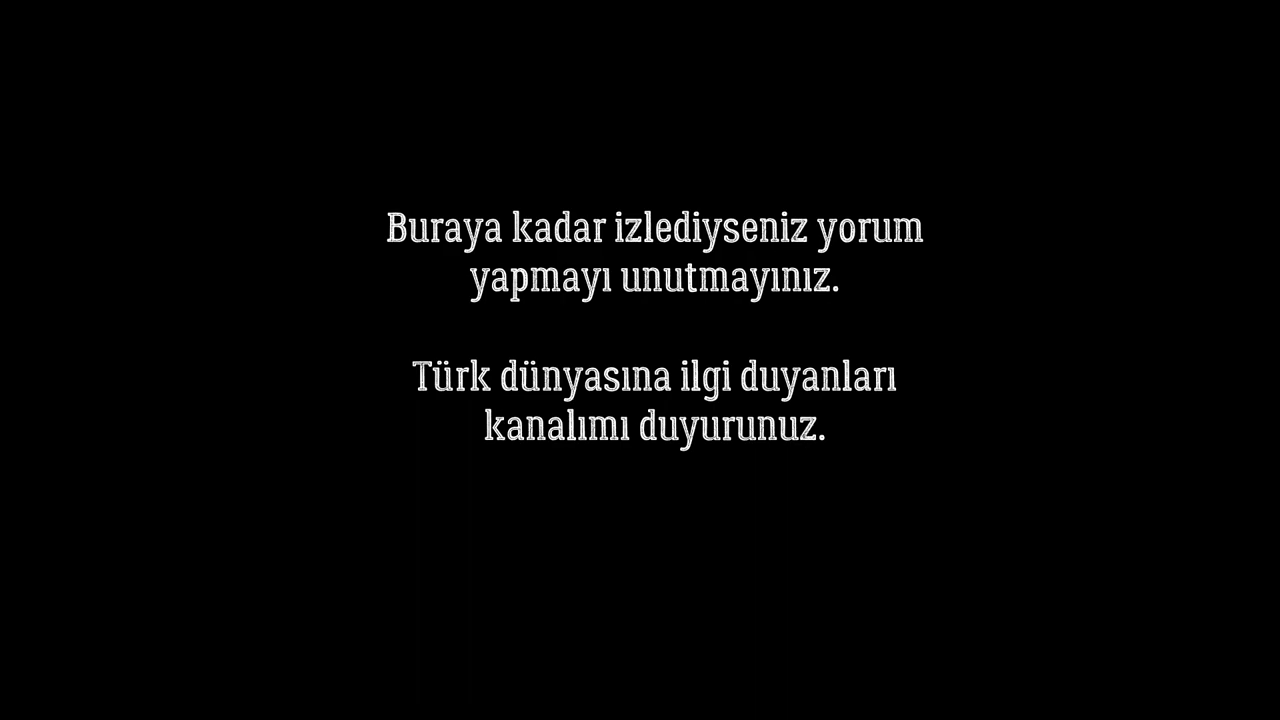 Buraya kadar izlediyseniz yorum
yapmayı unutmayınız.
Türk dünyasına ilgi duyanları
kanalımı duyurunuz.